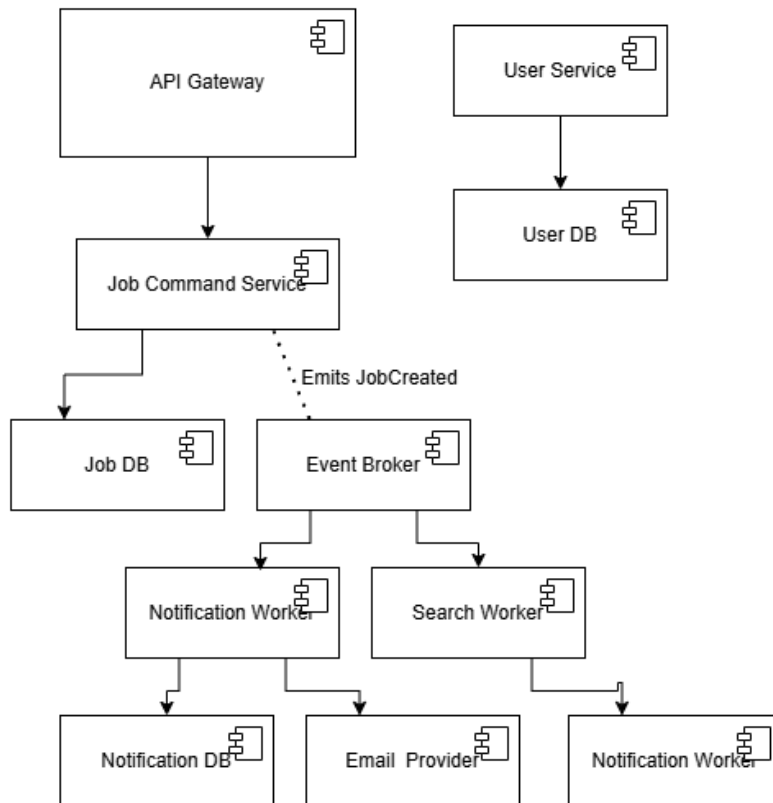 API Gateway
User Service
User DB
Job Command Service
Emits JobCreated
Job DB
Event Broker
Notification Worker
Search Worker
Notification DB
Email  Provider
Notification Worker